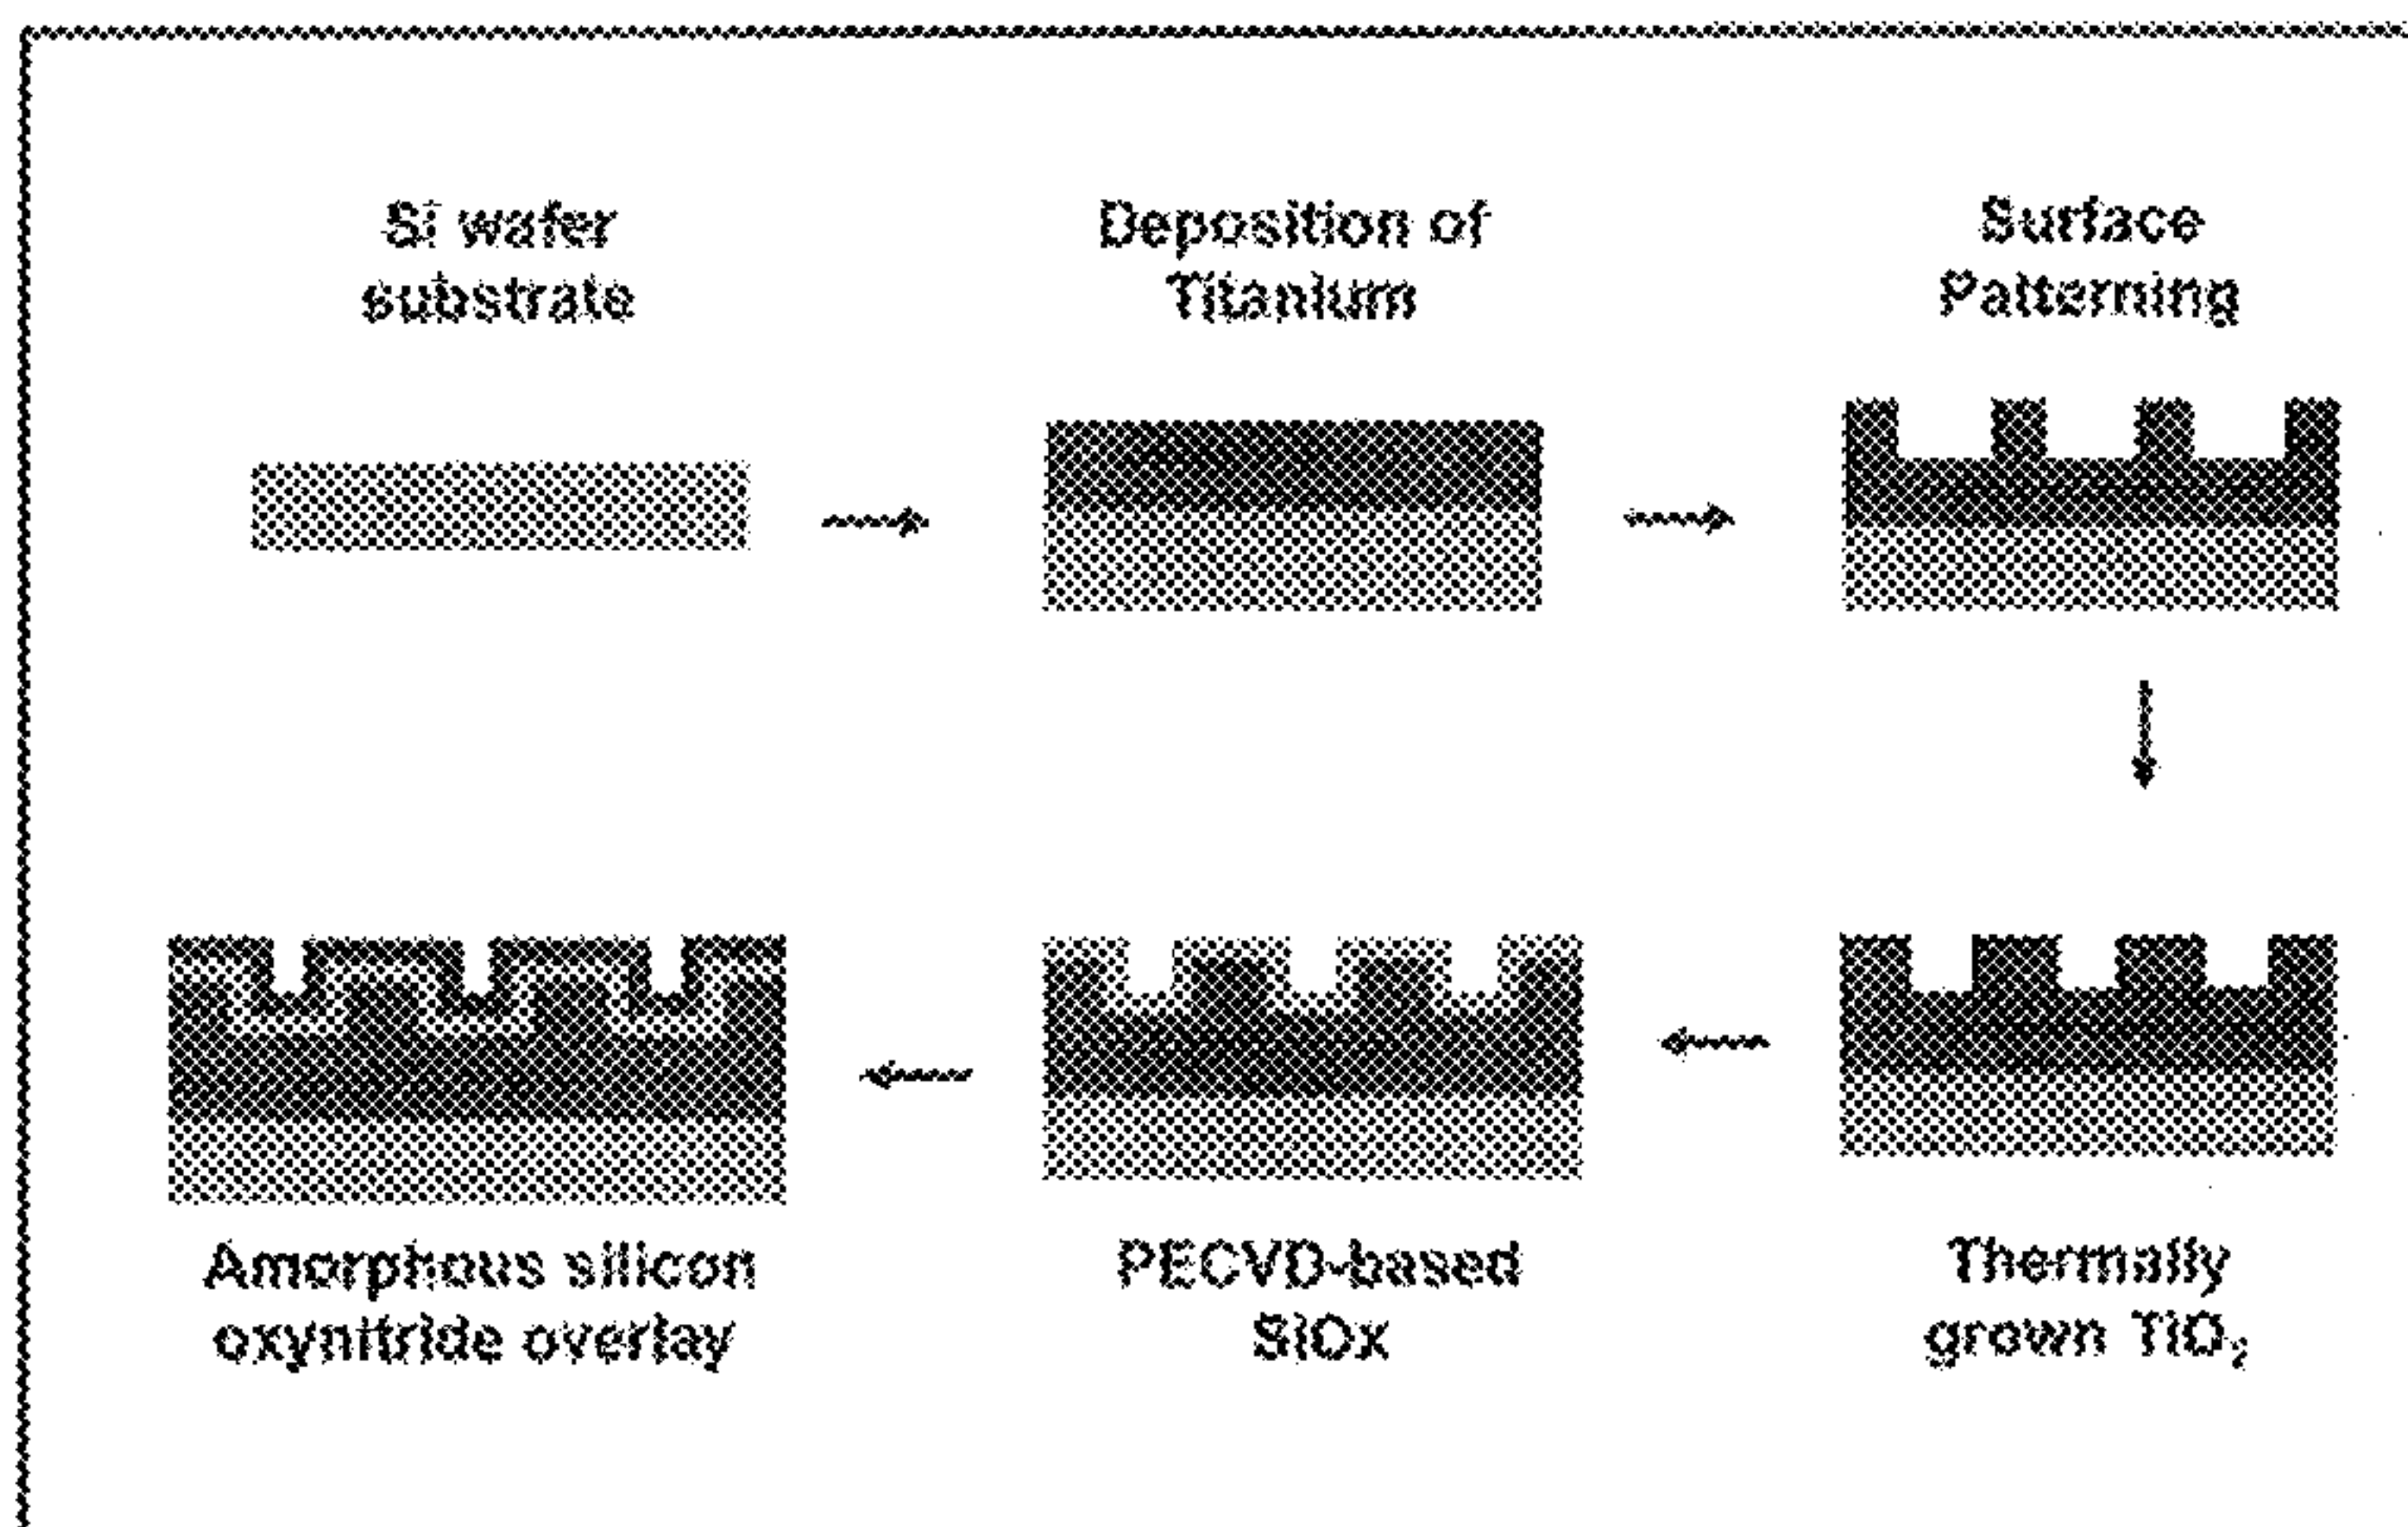 Si wafer
substrate
Deposition of
Titanium
Surface
Patterning
Thermally
grown TiO₂
PECVD-based
SiOx
Amorphous silicon
oxynitride overlay